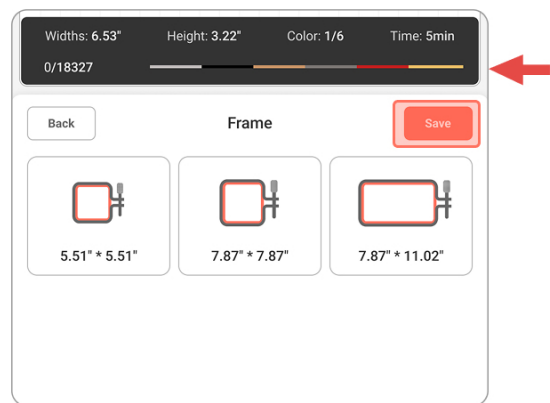 Widths: 6.53" Height: 3.22" Color: 1/6 Time: 5min
0/18327
Back Frame Save
5.51" * 5.51" 7.87" * 7.87" 7.87" * 11.02"